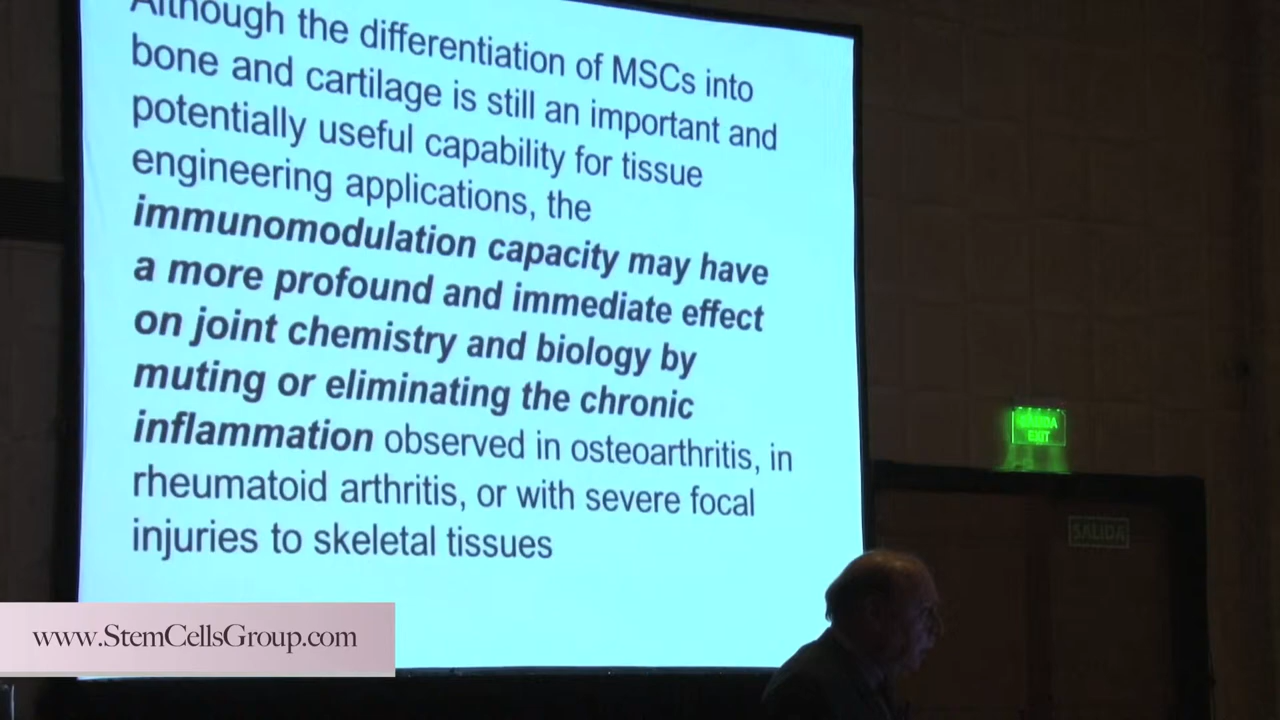 Although the differentiation of MSCs into
bone and cartilage is still an important and
potentially useful capability for tissue
engineering applications, the
immunomodulation capacity may have
a more profound and immediate effect
on joint chemistry and biology by
muting or eliminating the chronic
inflammation observed in osteoarthritis, in
rheumatoid arthritis, or with severe focal
injuries to skeletal tissues
SALIDA
EXIT
SALIDA
www.StemCellsGroup.com